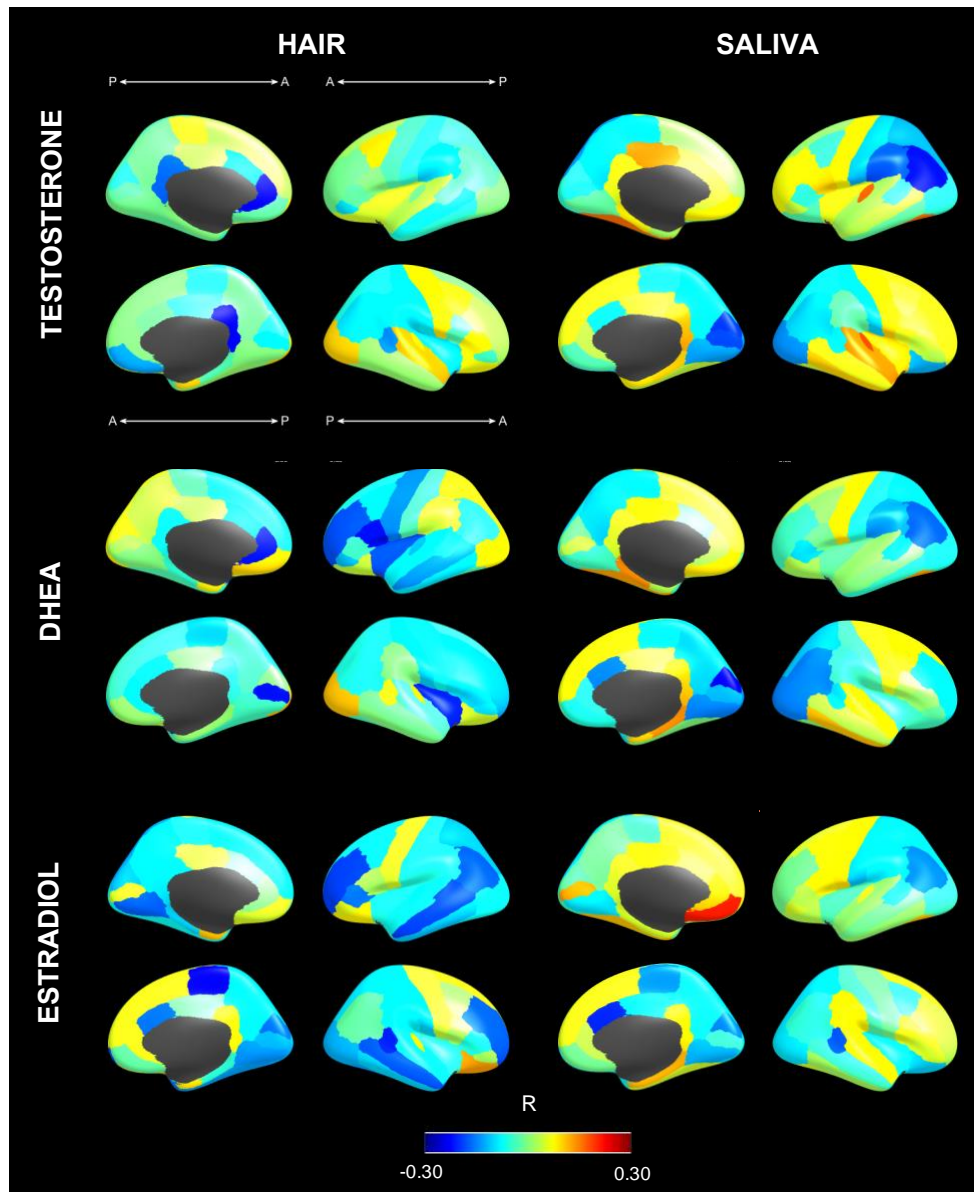 HAIR SALIVA
P A A P
TESTOSTERONE
A P P A
DHEA
ESTRADIOL
R
-0.30 0.30